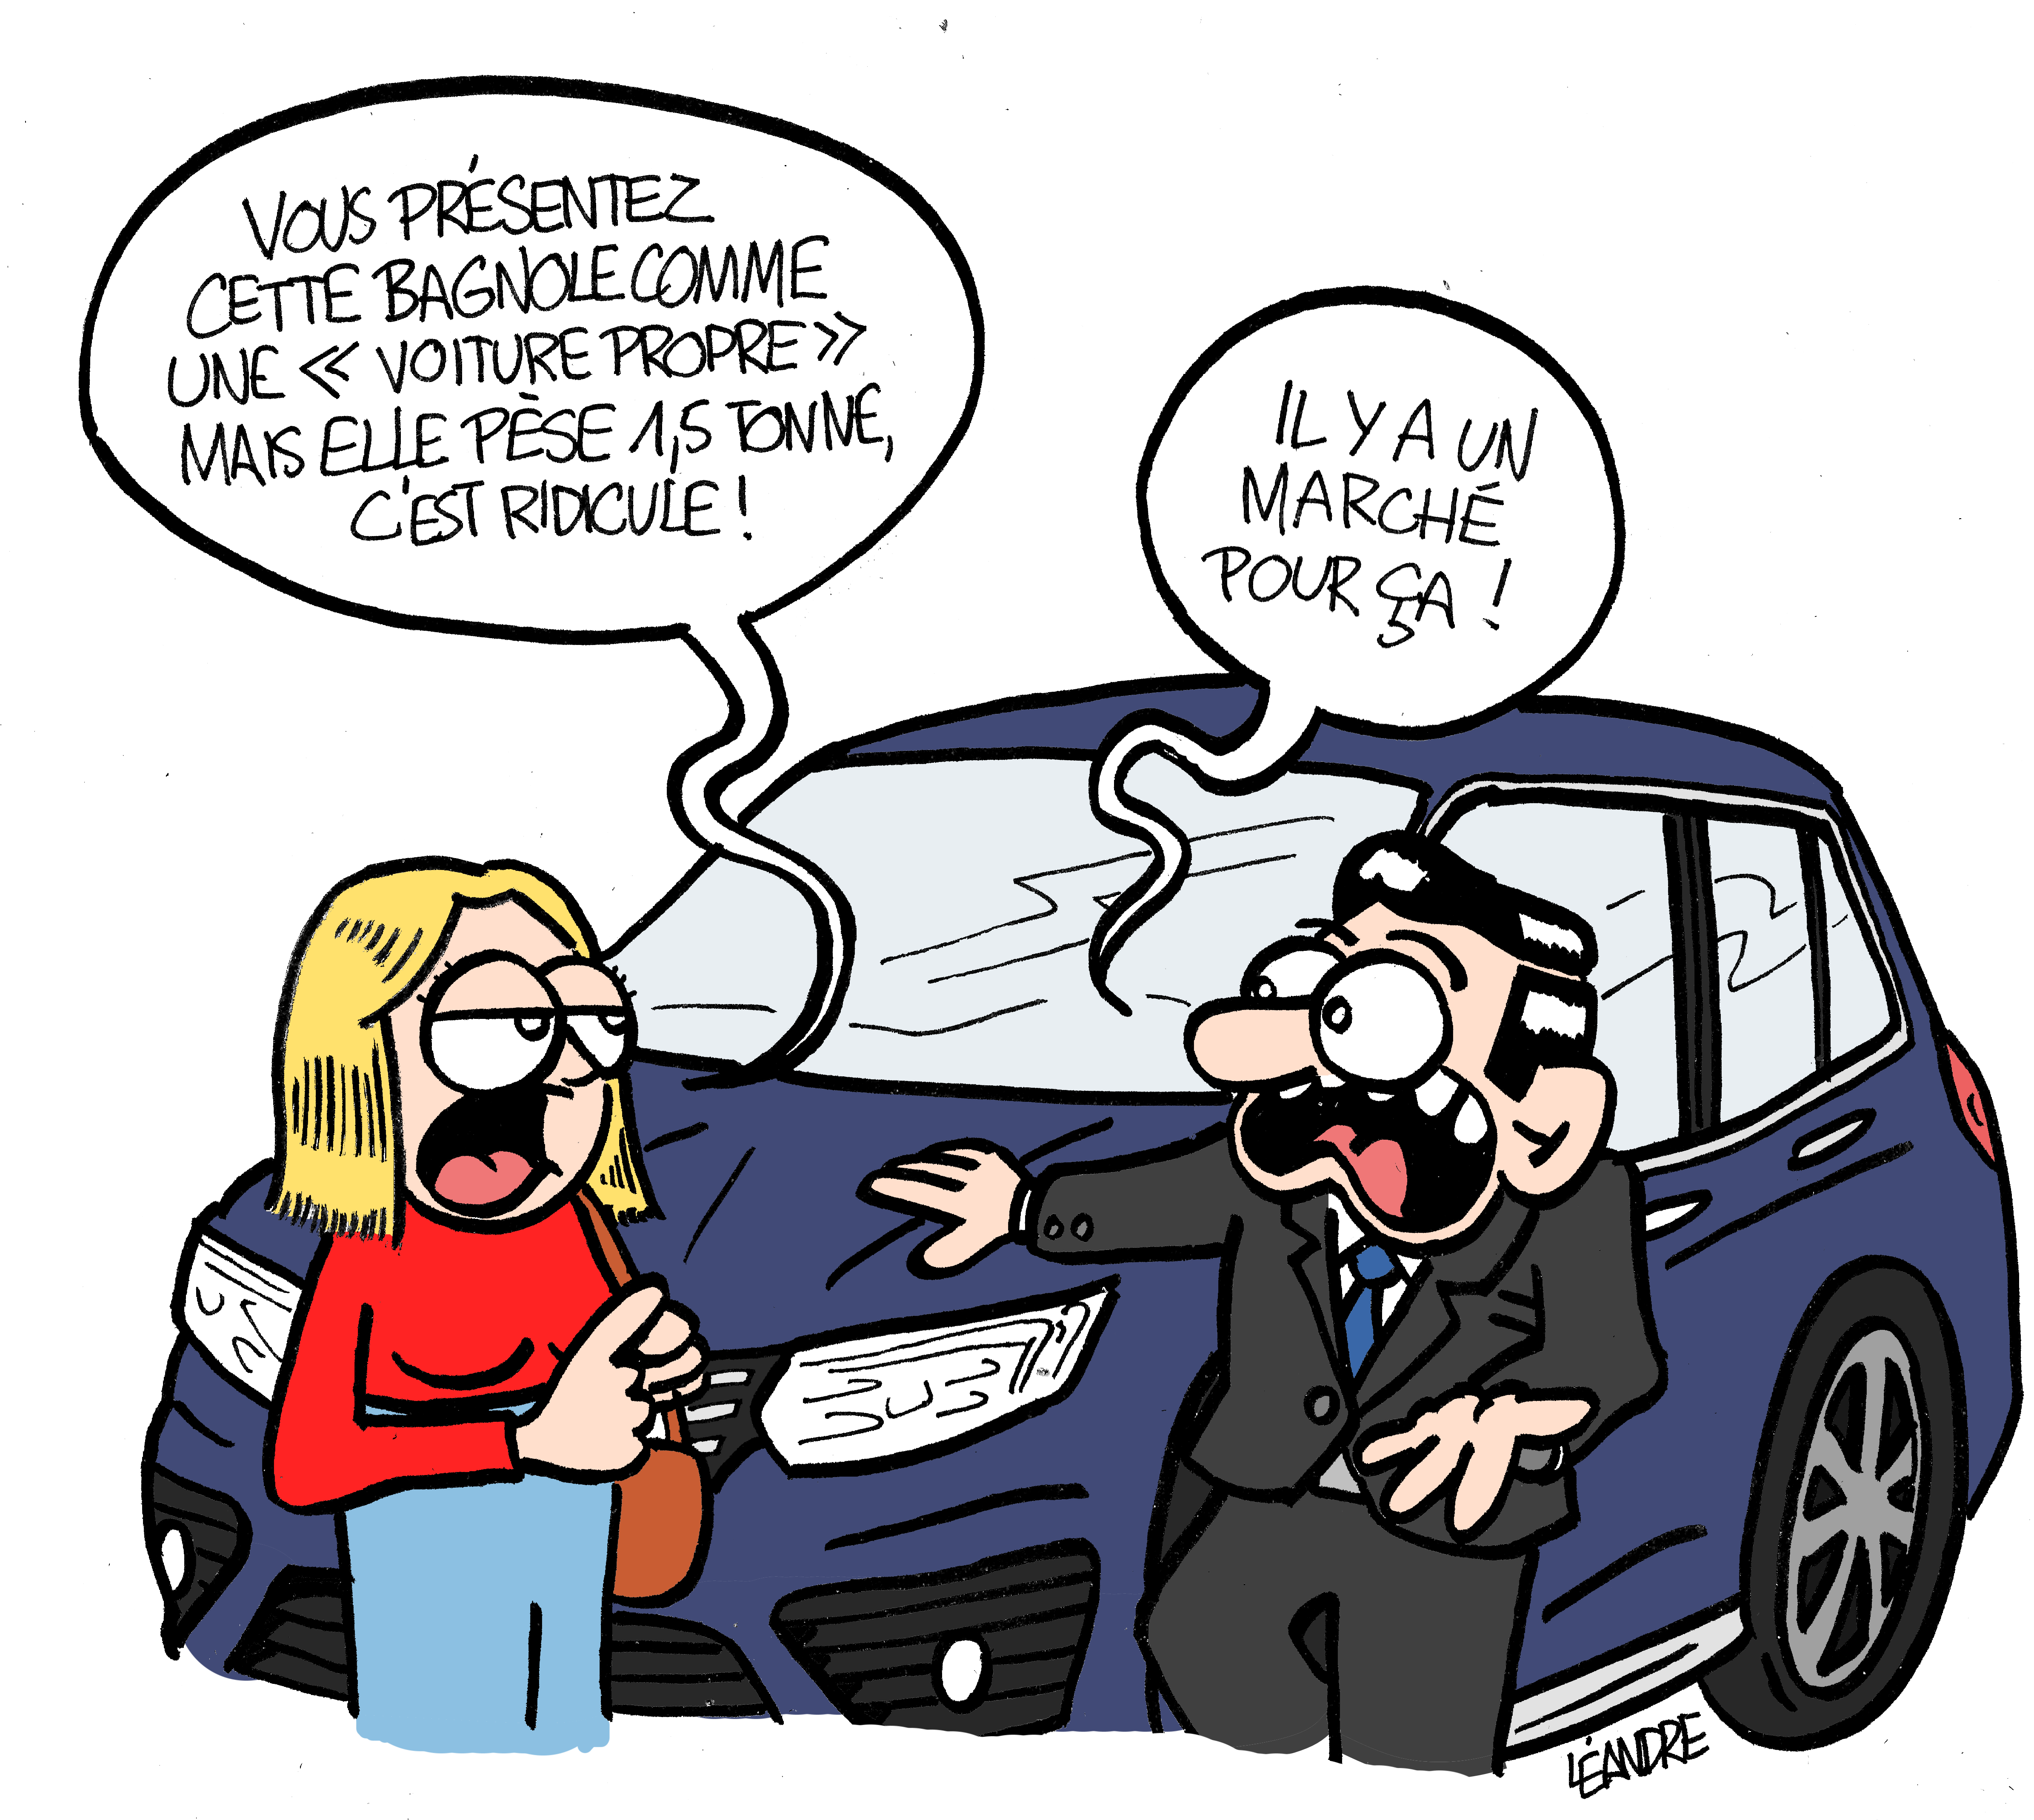 VOUS PRÉSENTEZ
CETTE BAGNOLE COMME
UNE « VOITURE PROPRE »
MAIS ELLE PÈSE 1,5 TONNE,
C'EST RIDICULE !
IL Y A UN
MARCHÉ
POUR ÇA !
LÉANDRE